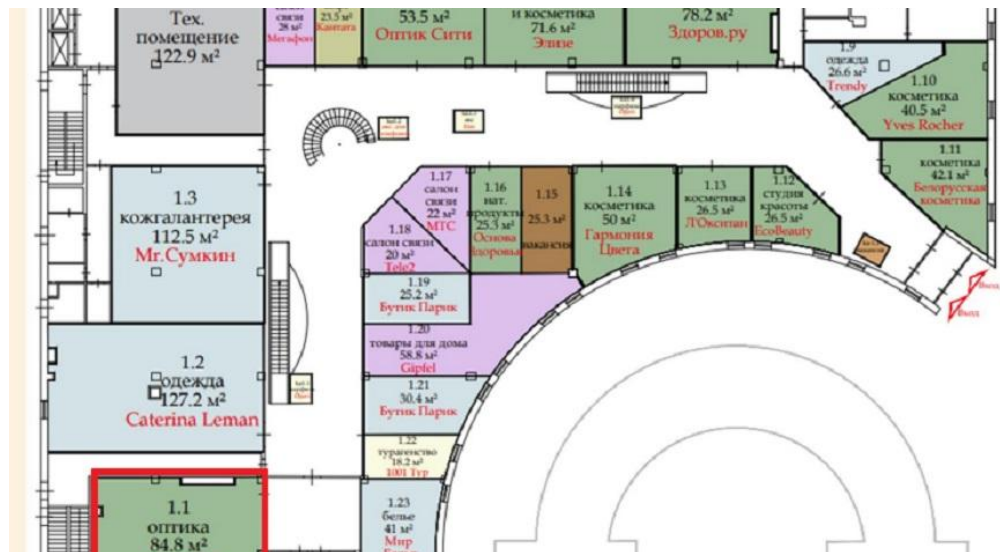 Тех.
помещение
122.9 м²
связи
28 м²
Мегафон
23.5 м²
Кантата
53.5 м²
Оптик Сити
и косметика
71.6 м²
Элизе
78.2 м²
Здоров.ру
1.9
одежда
26.6 м²
Trendy
1.10
косметика
40.5 м²
Yves Rocher
1.11
косметика
42.1 м²
Белорусская
косметика
1.3
кожгалантерея
112.5 м²
Mr.Сумкин
1.17
салон
связи
22 м²
МТС
1.16
нат.
продукты
25.3 м²
Основа
Здоровья
1.15
25.3 м²
вакансия
1.14
косметика
50 м²
Гармония
Цвета
1.13
косметика
26.5 м²
Л'Окситан
1.12
студия
красоты
26.5 м²
EcoBeauty
1.18
салон связи
20 м²
Tele2
1.19
25.2 м²
Бутик Парик
1.20
товары для дома
58.8 м²
Gipfel
1.2
одежда
127.2 м²
Caterina Leman
1.21
30.4 м²
Бутик Парик
1.22
турагенство
18.2 м²
1001 Тур
1.23
белье
41 м²
Мир
1.1
оптика
84.8 м²
Вход
Вход